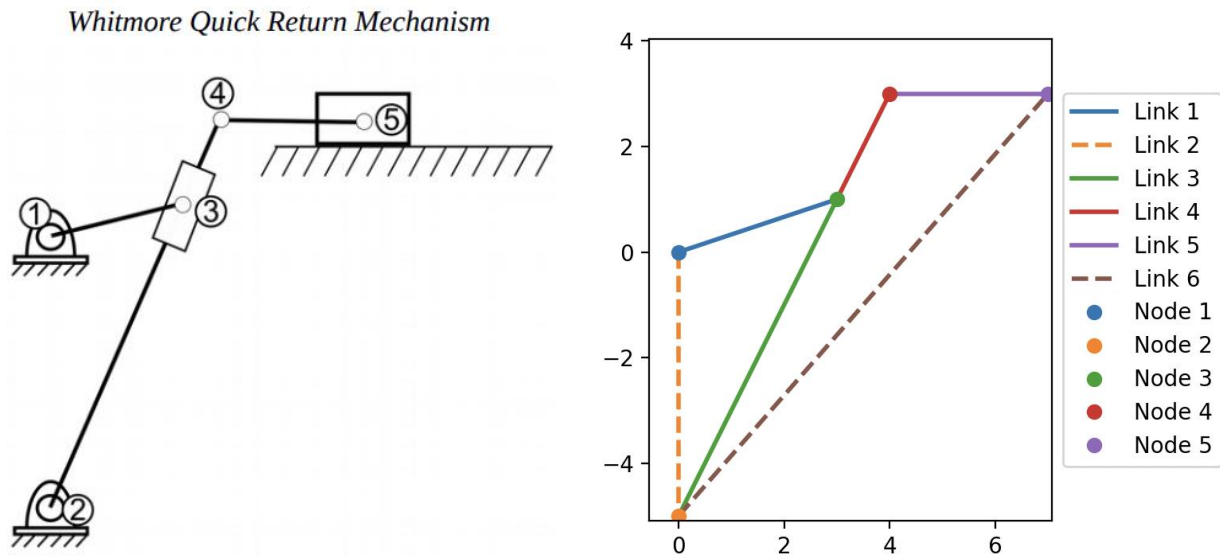 Whitmore Quick Return Mechanism
④
⑤
①
③
②
4
2
0
−2
−4
0
2
4
6
Link 1
Link 2
Link 3
Link 4
Link 5
Link 6
Node 1
Node 2
Node 3
Node 4
Node 5